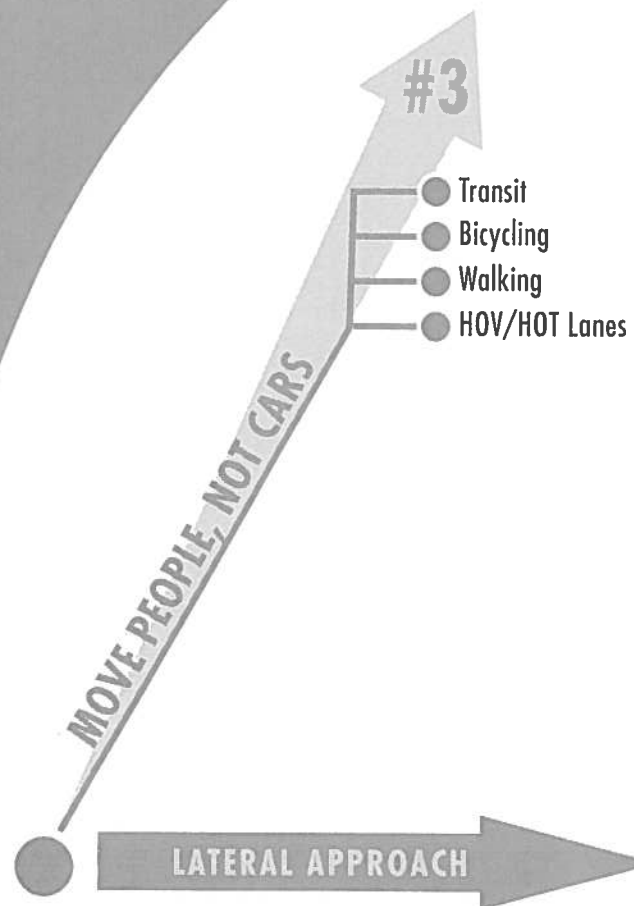 #3
Transit
Bicycling
Walking
HOV/HOT Lanes
MOVE PEOPLE, NOT CARS
LATERAL APPROACH